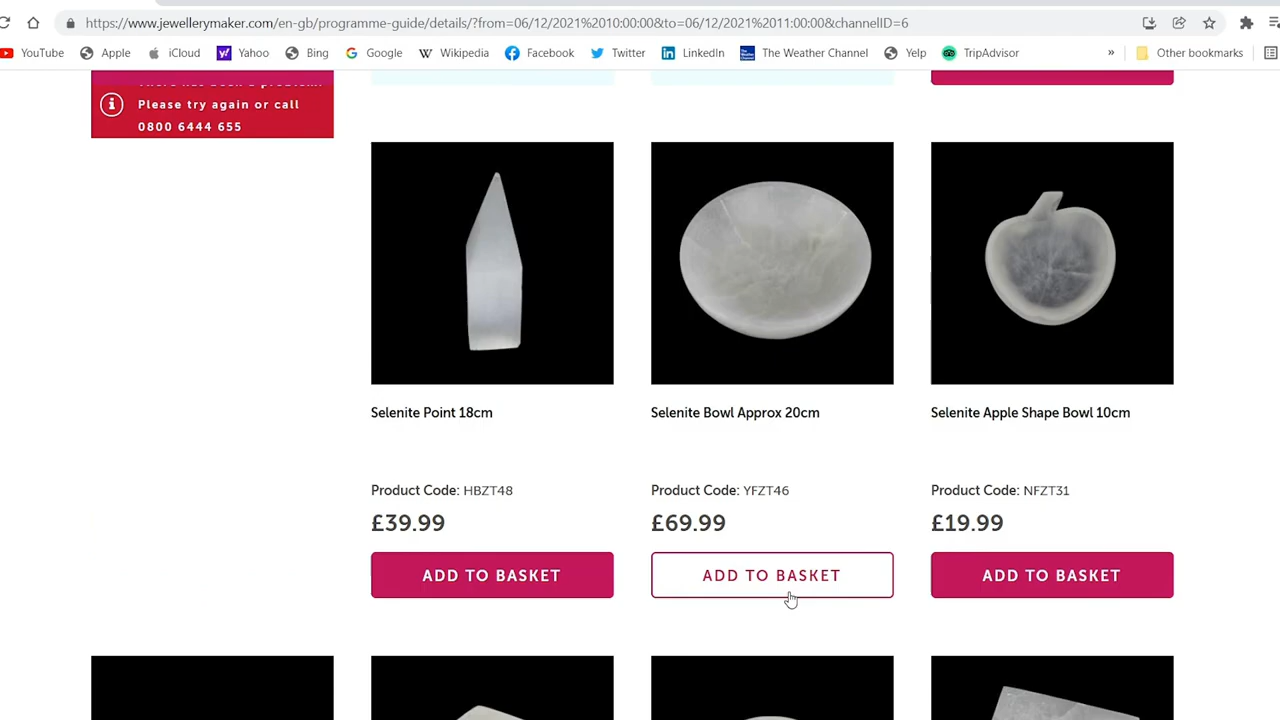 https://www.jewellerymaker.com/en-gb/programme-guide/details/?from=06/12/2021%2010:00:00&to=06/12/2021%2011:00:00&channelID=6
YouTube Apple iCloud Yahoo Bing Google Wikipedia Facebook Twitter LinkedIn The Weather Channel Yelp TripAdvisor » Other bookmarks
There has been a problem.
Please try again or call
0800 6444 655
Selenite Point 18cm
Product Code: HBZT48
£39.99
ADD TO BASKET
Selenite Bowl Approx 20cm
Product Code: YFZT46
£69.99
ADD TO BASKET
Selenite Apple Shape Bowl 10cm
Product Code: NFZT31
£19.99
ADD TO BASKET